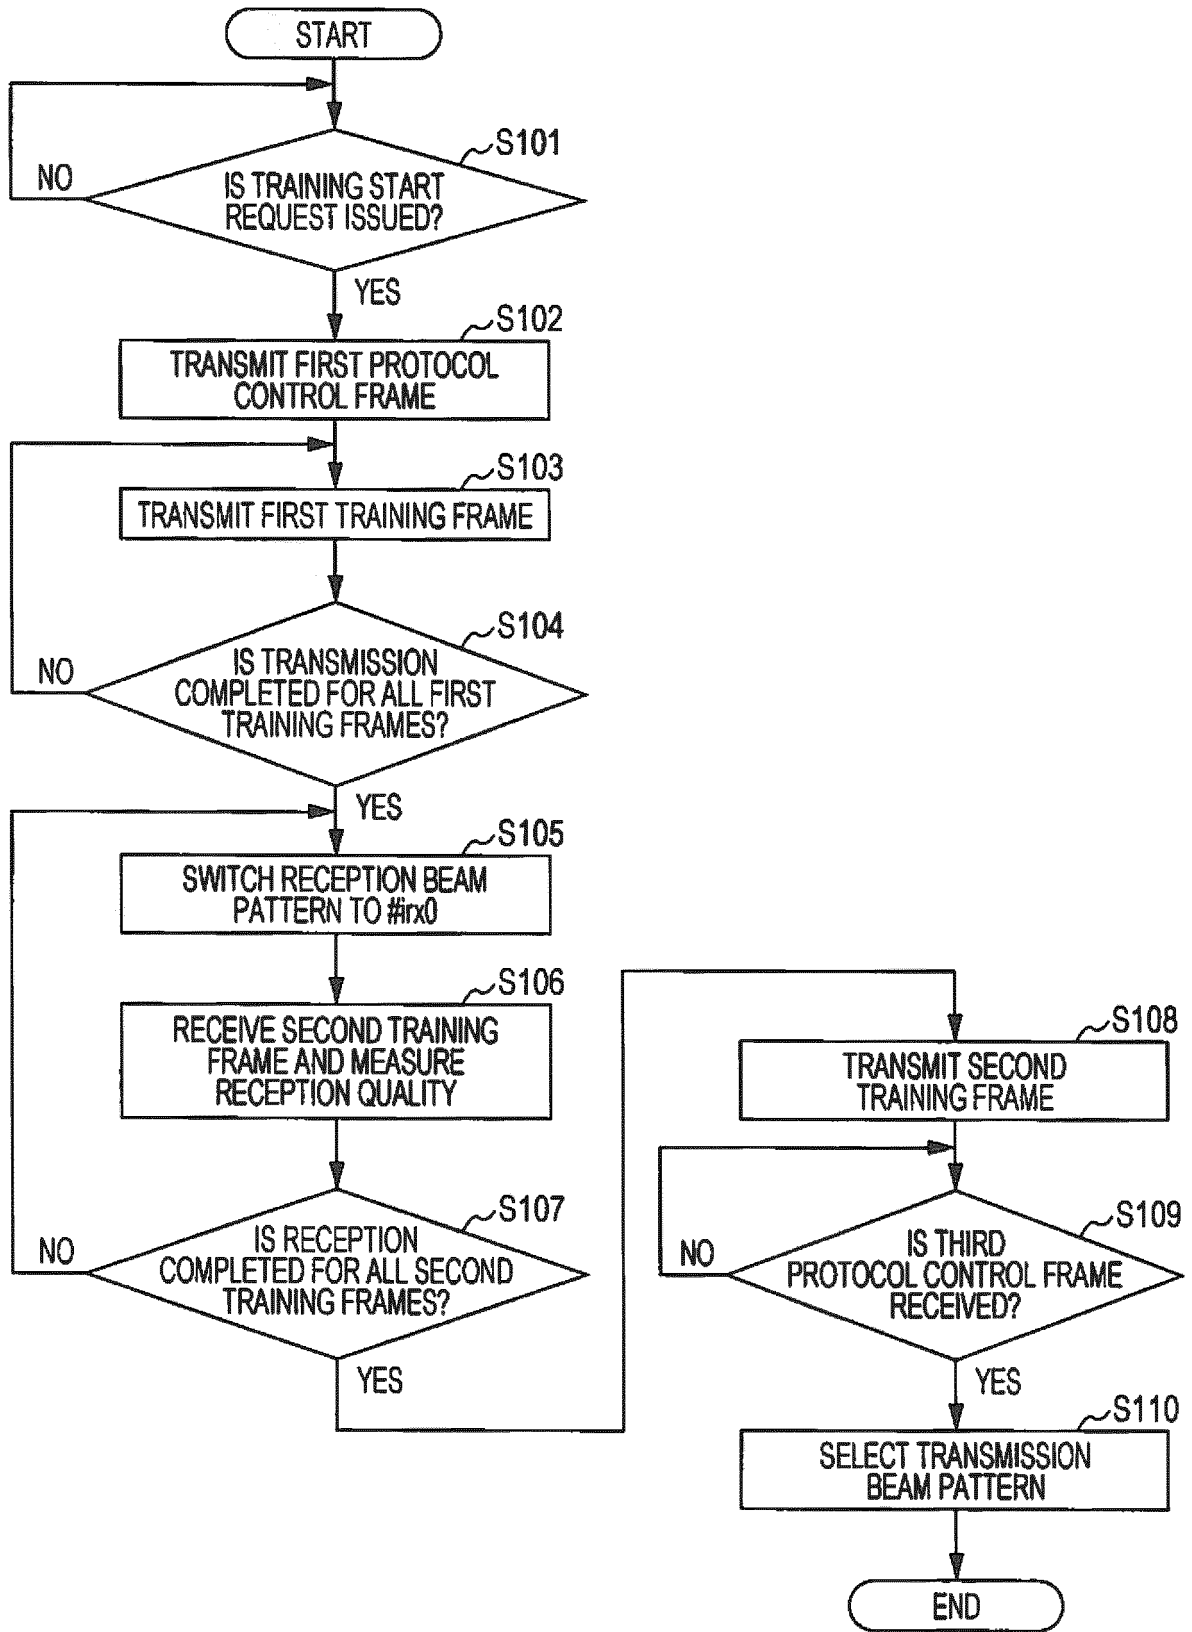 START
S101
NO
IS TRAINING START
REQUEST ISSUED?
YES
S102
TRANSMIT FIRST PROTOCOL
CONTROL FRAME
S103
TRANSMIT FIRST TRAINING FRAME
S104
NO
IS TRANSMISSION
COMPLETED FOR ALL FIRST
TRAINING FRAMES?
YES
S105
SWITCH RECEPTION BEAM
PATTERN TO #irx0
S106
RECEIVE SECOND TRAINING
FRAME AND MEASURE
RECEPTION QUALITY
S107
NO
IS RECEPTION
COMPLETED FOR ALL SECOND
TRAINING FRAMES?
YES
S108
TRANSMIT SECOND
TRAINING FRAME
S109
NO
IS THIRD
PROTOCOL CONTROL FRAME
RECEIVED?
YES
S110
SELECT TRANSMISSION
BEAM PATTERN
END